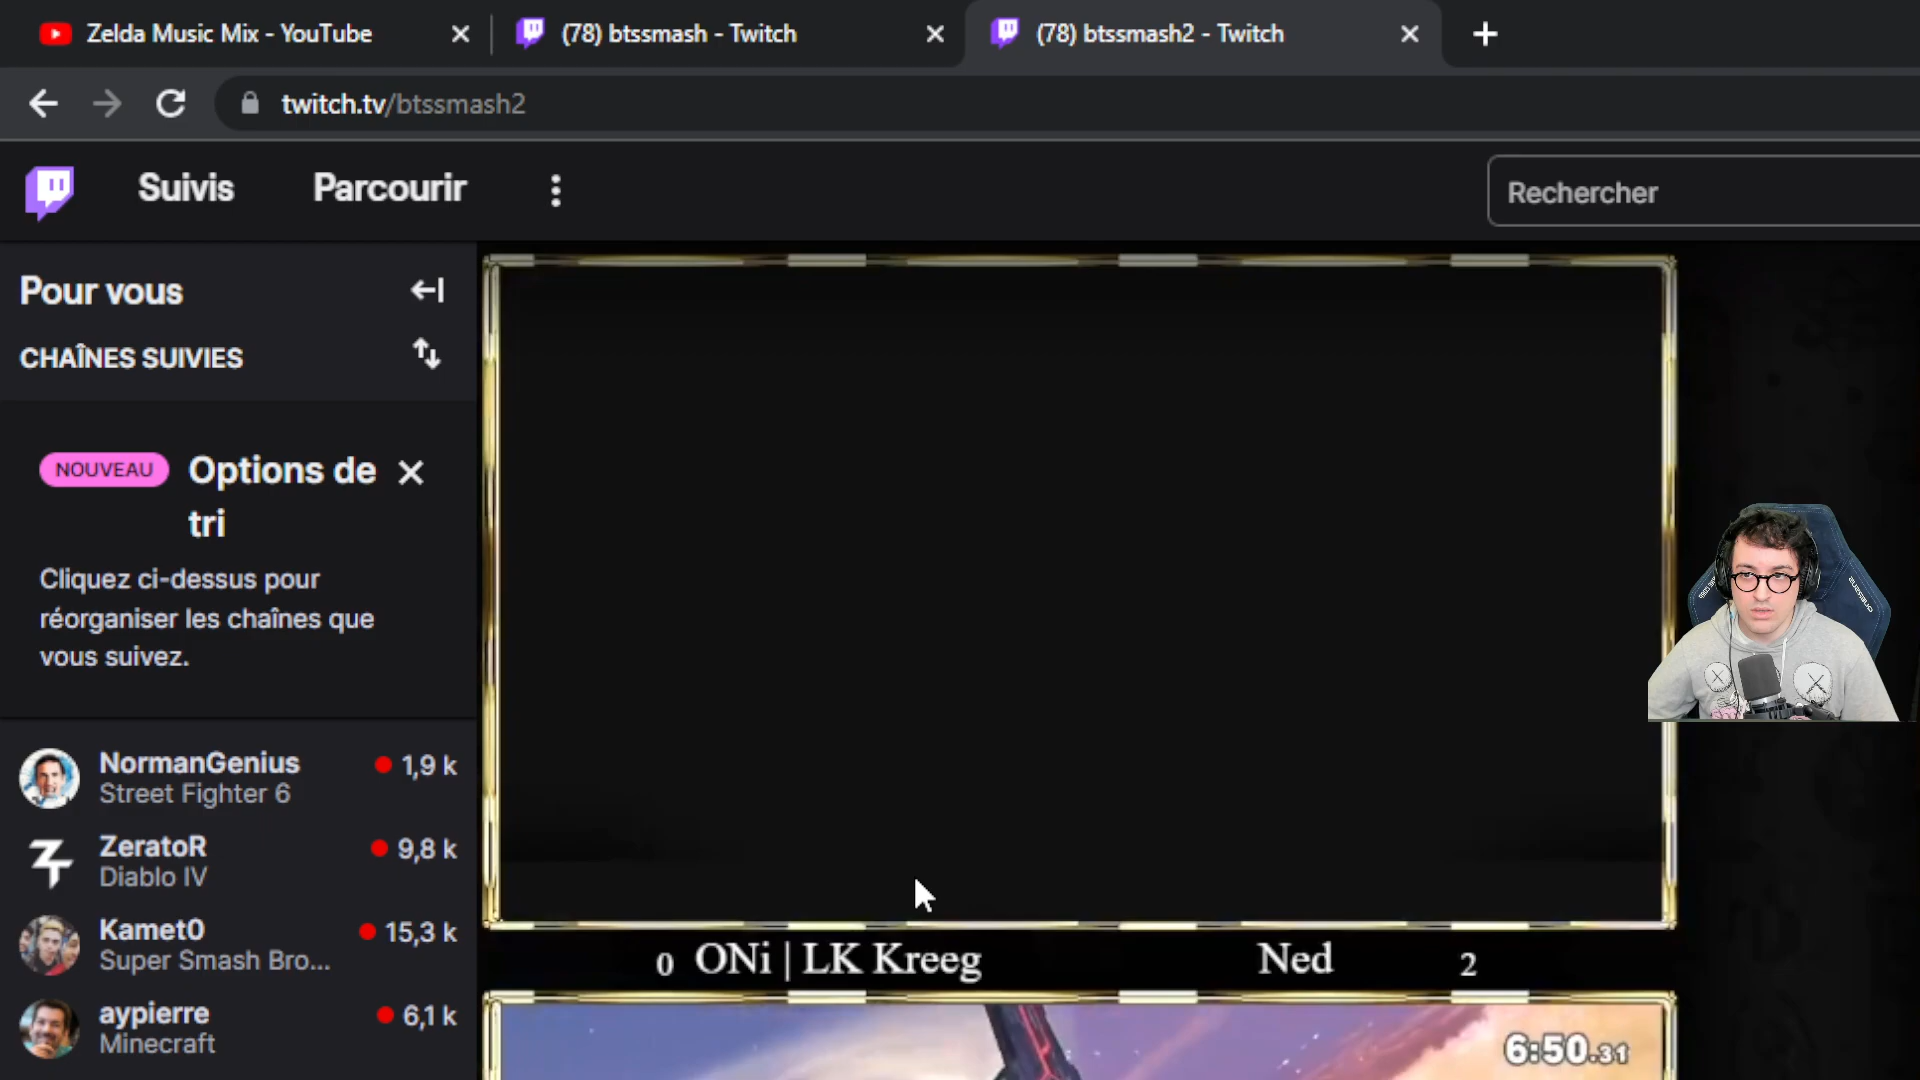 Zelda Music Mix - YouTube
(78) btssmash - Twitch
(78) btssmash2 - Twitch
twitch.tv/btssmash2
Suivis
Parcourir
Rechercher
Pour vous
CHAÎNES SUIVIES
NOUVEAU
Options de
tri
Cliquez ci-dessus pour
réorganiser les chaînes que
vous suivez.
NormanGenius
1,9 k
Street Fighter 6
ZeratoR
9,8 k
Diablo IV
Kamet0
15,3 k
Super Smash Bro...
aypierre
6,1 k
Minecraft
0 ONi | LK Kreeg
Ned 2
6:50.31